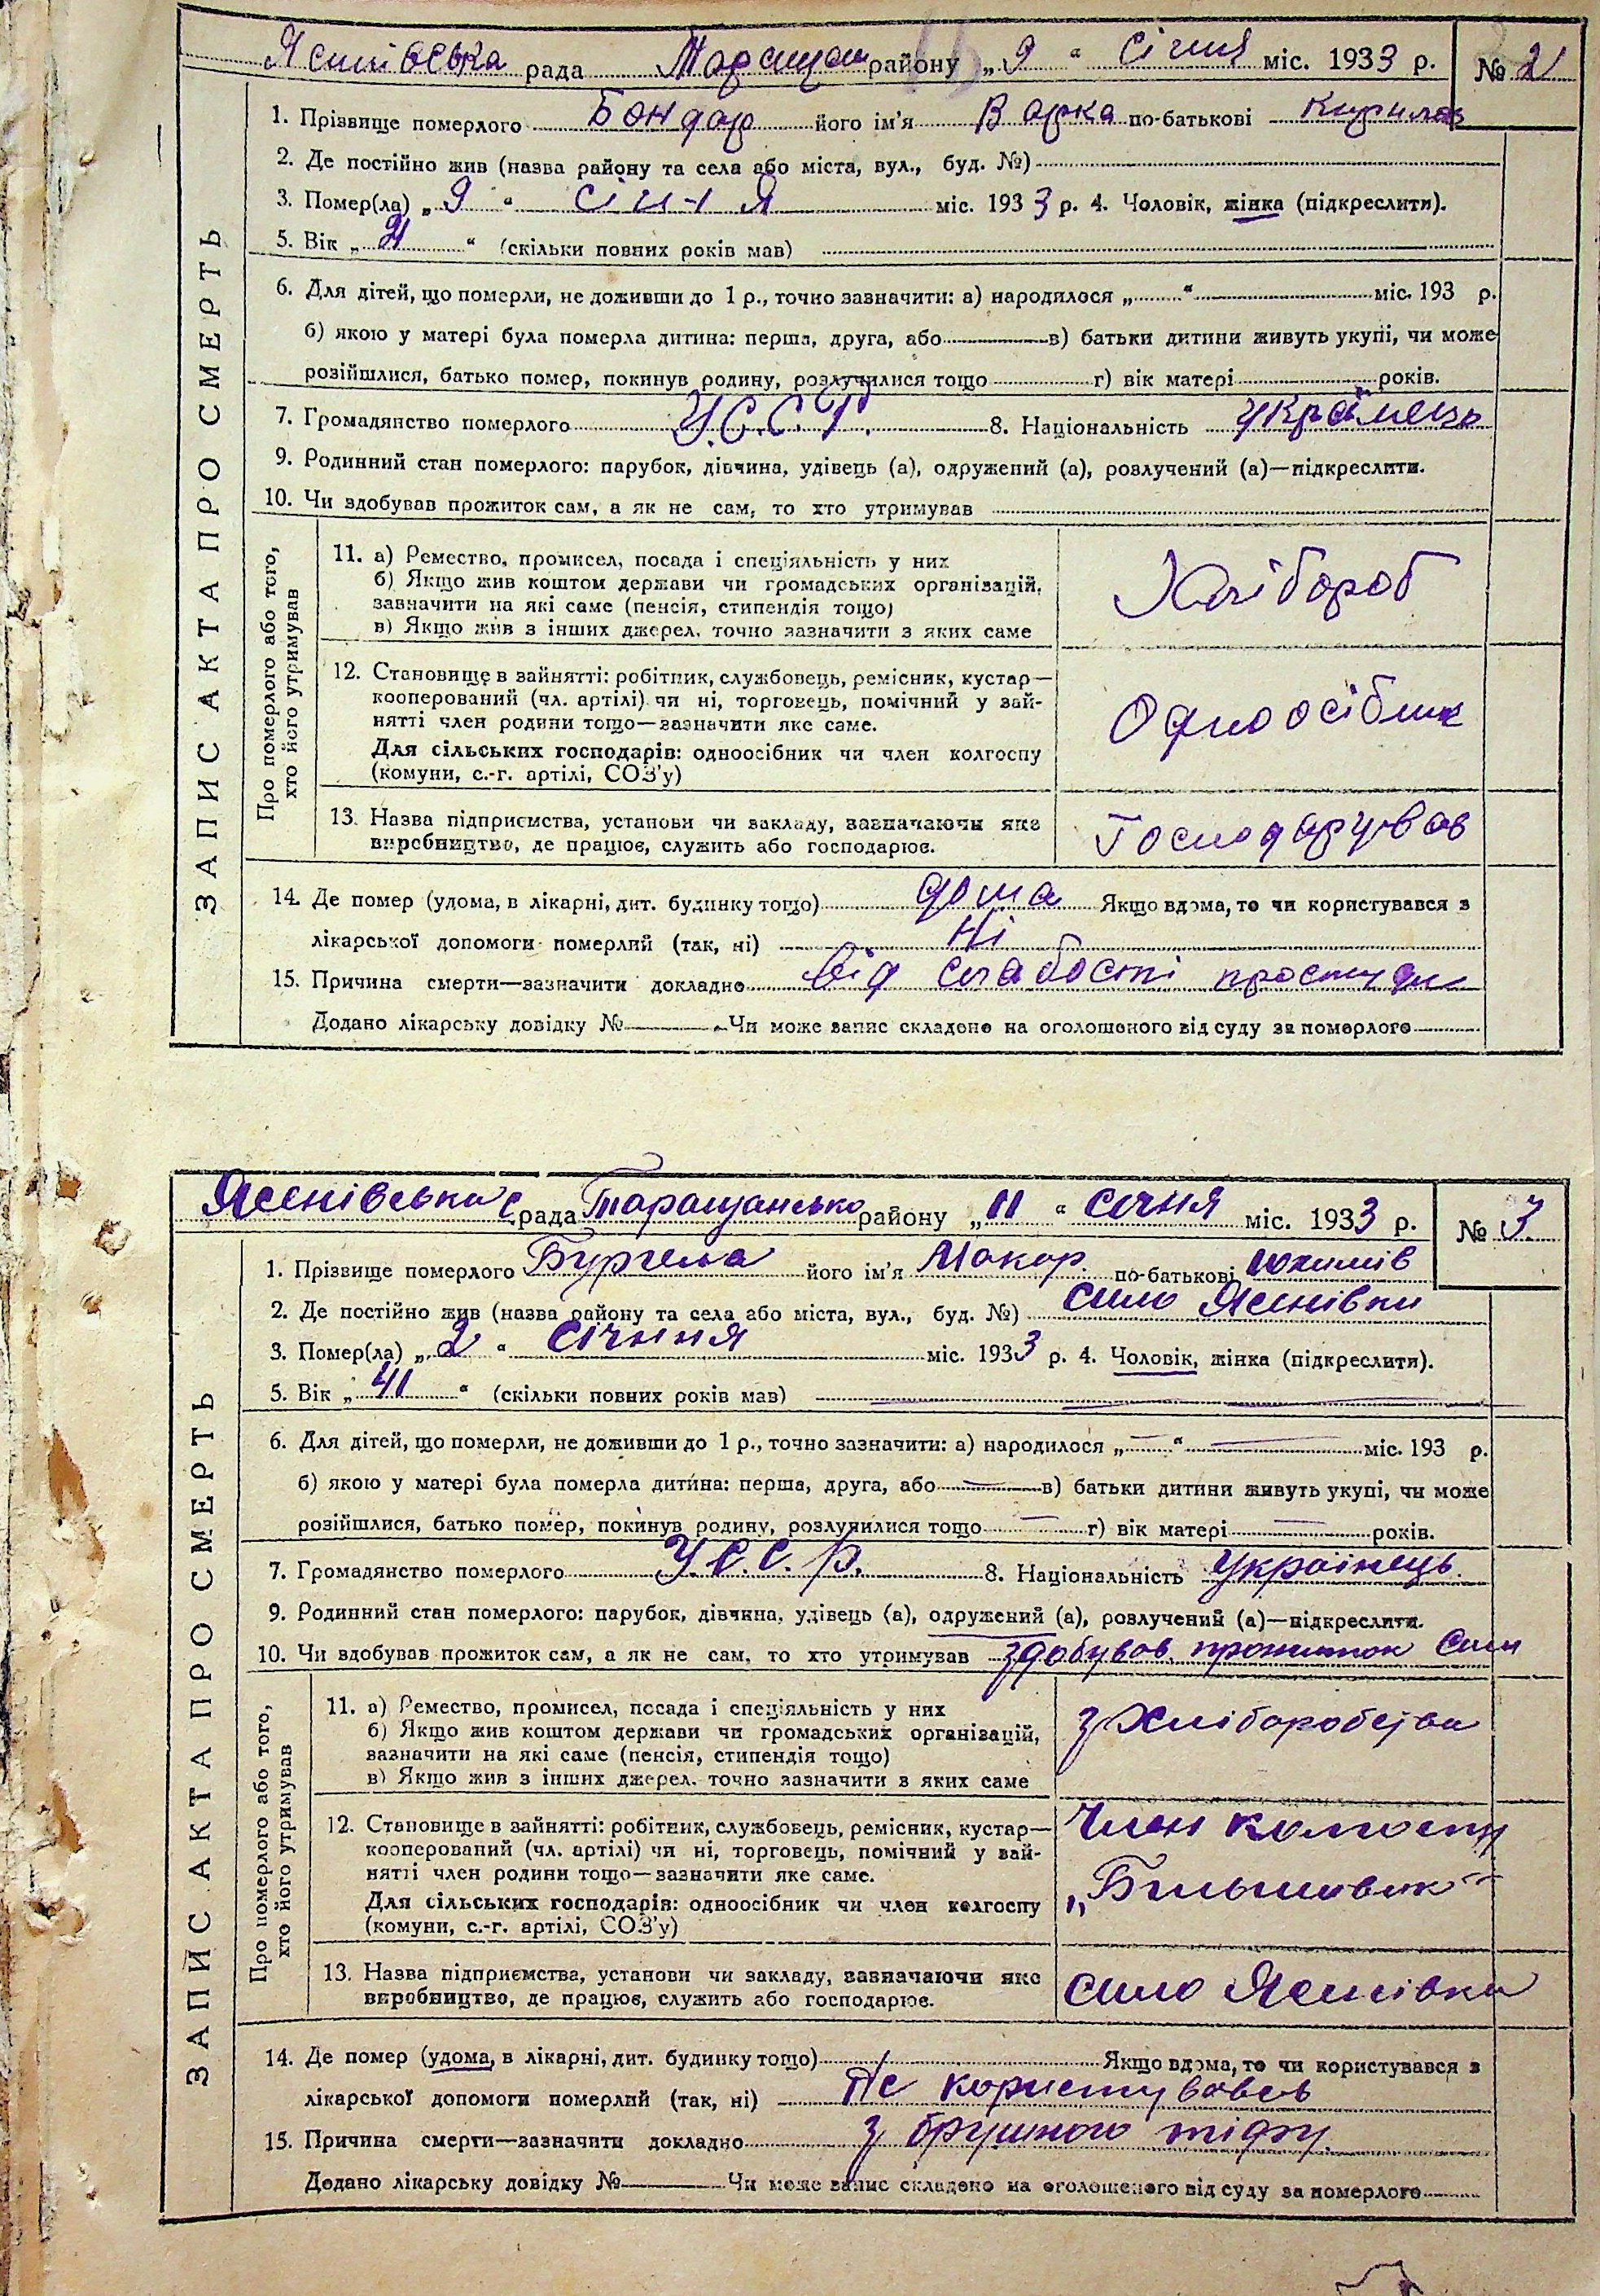 Яснівська рада Таращан району „ 9 “ січня міс. 1933 р. № 2
ЗАПИС АКТА ПРО СМЕРТЬ
1. Прізвище померлого Бондар його ім'я Варка по-батькові Кирилов
2. Де постійно жив (назва району та села або міста, вул., буд. №)
3. Помер(ла) „ 9 “ січня міс. 1933 р. 4. Чоловік, жінка (підкреслити).
5. Вік „ “ (скільки повних років мав)
6. Для дітей, що померли, не доживши до 1 р., точно зазначити: а) народилося „ “ міс. 193 р.
б) якою у матері була померла дитина: перша, друга, або в) батьки дитини живуть укупі, чи може
розійшлися, батько помер, покинув родину, розлучилися тощо г) вік матері років.
7. Громадянство померлого У.С.С.Р. 8. Національність українець
9. Родинний стан померлого: парубок, дівчина, удівець (а), одружений (а), розлучений (а)—підкреслити.
10. Чи здобував прожиток сам, а як не сам, то хто утримував
Про померлого або того,
хто його утримував
11. а) Ремество, промисел, посада і спеціяльність у них
б) Якщо жив коштом держави чи громадських організацій,
зазначити на які саме (пенсія, стипендія тощо)
в) Якщо жив з інших джерел, точно зазначити з яких саме
Хлібороб
12. Становище в зайнятті: робітник, службовець, ремісник, кустар—
кооперований (чл. артілі) чи ні, торговець, помічний у зай-
нятті член родини тощо—зазначити яке саме.
Для сільських господарів: одноосібник чи член колгоспу
(комуни, с.-г. артілі, СОЗ'у)
Одноосібник
13. Назва підприємства, установи чи закладу, зазначаючи яке
виробництво, де працює, служить або господарює.
Господарував
14. Де помер (удома, в лікарні, дит. будинку тощо) дома Якщо вдома, то чи користувався з
лікарської допомоги померлий (так, ні) Ні
15. Причина смерти—зазначити докладно Від слабості простуди
Додано лікарську довідку № Чи може запис складено на оголошеного від суду за померлого
Ясенівська С. рада Таращансько району „ 11 “ січня міс. 1933 р. № 3
ЗАПИС АКТА ПРО СМЕРТЬ
1. Прізвище померлого Бургела його ім'я Макар по-батькові Юхимів
2. Де постійно жив (назва району та села або міста, вул., буд. №) село Ясенівки
3. Помер(ла) „ 2 “ січння міс. 1933 р. 4. Чоловік, жінка (підкреслити).
5. Вік „ 41 “ (скільки повних років мав)
6. Для дітей, що померли, не доживши до 1 р., точно зазначити: а) народилося „ “ міс. 193 р.
б) якою у матері була померла дитина: перша, друга, або в) батьки дитини живуть укупі, чи може
розійшлися, батько помер, покинув родину, розлучилися тощо г) вік матері років.
7. Громадянство померлого У.С.С.Р. 8. Національність Українець.
9. Родинний стан померлого: парубок, дівчина, удівець (а), одружений (а), розлучений (а)—підкреслити.
10. Чи здобував прожиток сам, а як не сам, то хто утримував здобував прожиток Сам
Про померлого або того,
хто його утримував
11. а) Ремество, промисел, посада і спеціяльність у них
б) Якщо жив коштом держави чи громадських організацій,
зазначити на які саме (пенсія, стипендія тощо)
в) Якщо жив з інших джерел, точно зазначити з яких саме
з Хліборобства
12. Становище в зайнятті: робітник, службовець, ремісник, кустар—
кооперований (чл. артілі) чи ні, торговець, помічний у зай-
нятті член родини тощо—зазначити яке саме.
Для сільських господарів: одноосібник чи член колгоспу
(комуни, с.-г. артілі, СОЗ'у)
Член колгоспу
„Більшовик"
13. Назва підприємства, установи чи закладу, зазначаючи яке
виробництво, де працює, служить або господарює.
село Ясенівка
14. Де помер (удома, в лікарні, дит. будинку тощо) Якщо вдома, то чи користувався з
лікарської допомоги померлий (так, ні) Не користувавсь
15. Причина смерти—зазначити докладно З брушного тіфу.
Додано лікарську довідку № Чи може запис складено на оголошеного від суду за померлого